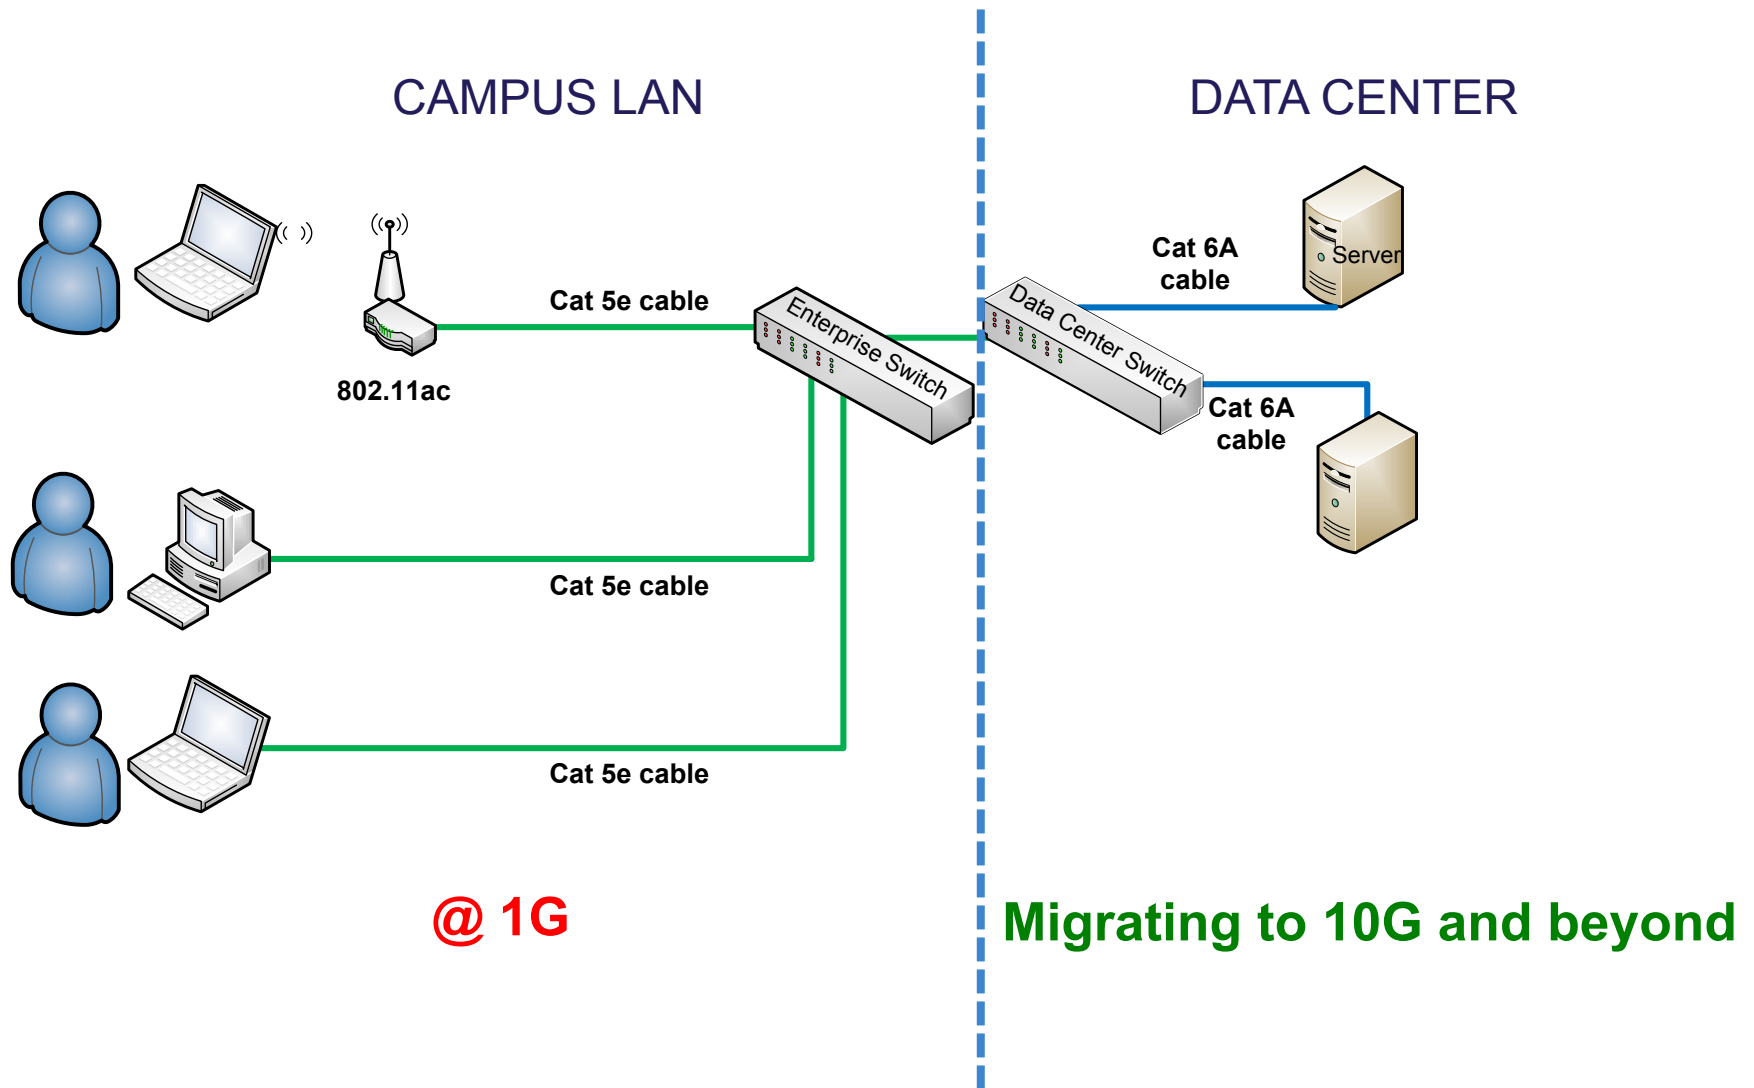 CAMPUS LAN
DATA CENTER
Cat 6A
cable
Server
Cat 5e cable
Enterprise Switch
Data Center Switch
802.11ac
Cat 6A
cable
Cat 5e cable
Cat 5e cable
@ 1G
Migrating to 10G and beyond